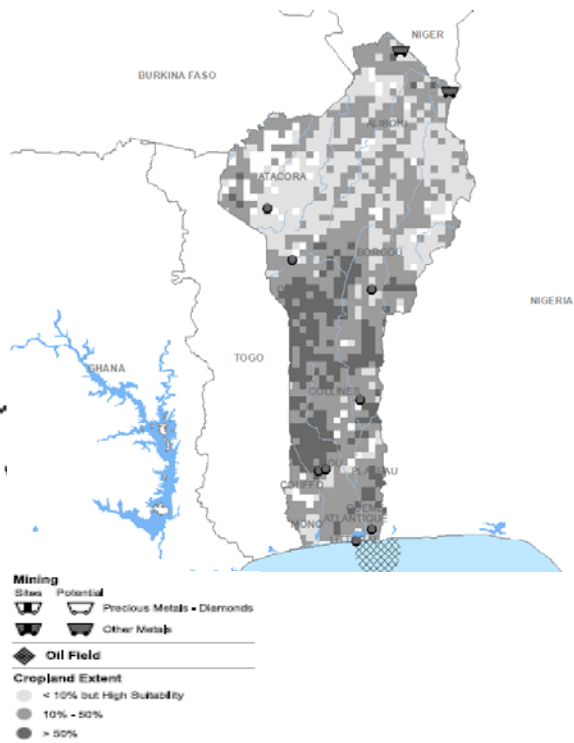 NIGER
BURKINA FASO
ALIBORI
ATACORA
BORGOU
NIGERIA
TOGO
GHANA
COLLINES
PLATEAU
COUFFO
MONO
ATLANTIQUE
Mining
Sites Potential
Precious Metals - Diamonds
Other Metals
Oil Field
Cropland Extent
< 10% but High Suitability
10% - 50%
> 50%